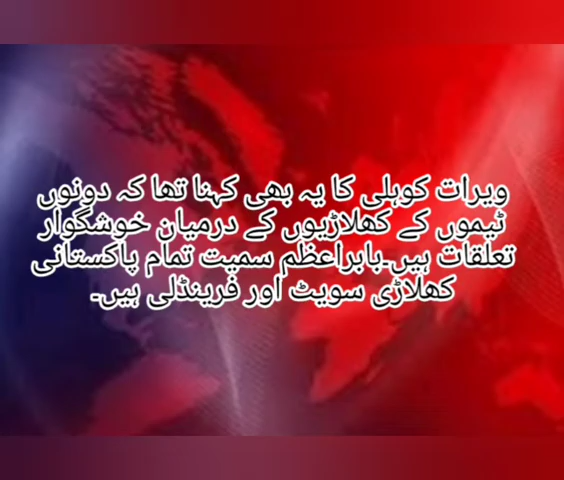 ویرات کوہلی کا یہ بھی کہنا تھا کہ دونوں
ٹیموں کے کھلاڑیوں کے درمیان خوشگوار
تعلقات ہیں۔بابراعظم سمیت تمام پاکستانی
کھلاڑی سویٹ اور فرینڈلی ہیں۔